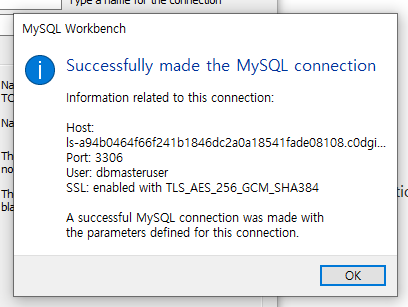 Type a name for the connection
MySQL Workbench
Successfully made the MySQL connection
Information related to this connection:
Host:
ls-a94b0464f66f241b1846dc2a0a18541fade08108.c0dgi...
Port: 3306
User: dbmasteruser
SSL: enabled with TLS_AES_256_GCM_SHA384
A successful MySQL connection was made with
the parameters defined for this connection.
OK
Na
TC
Na
Th
no
Th
bla